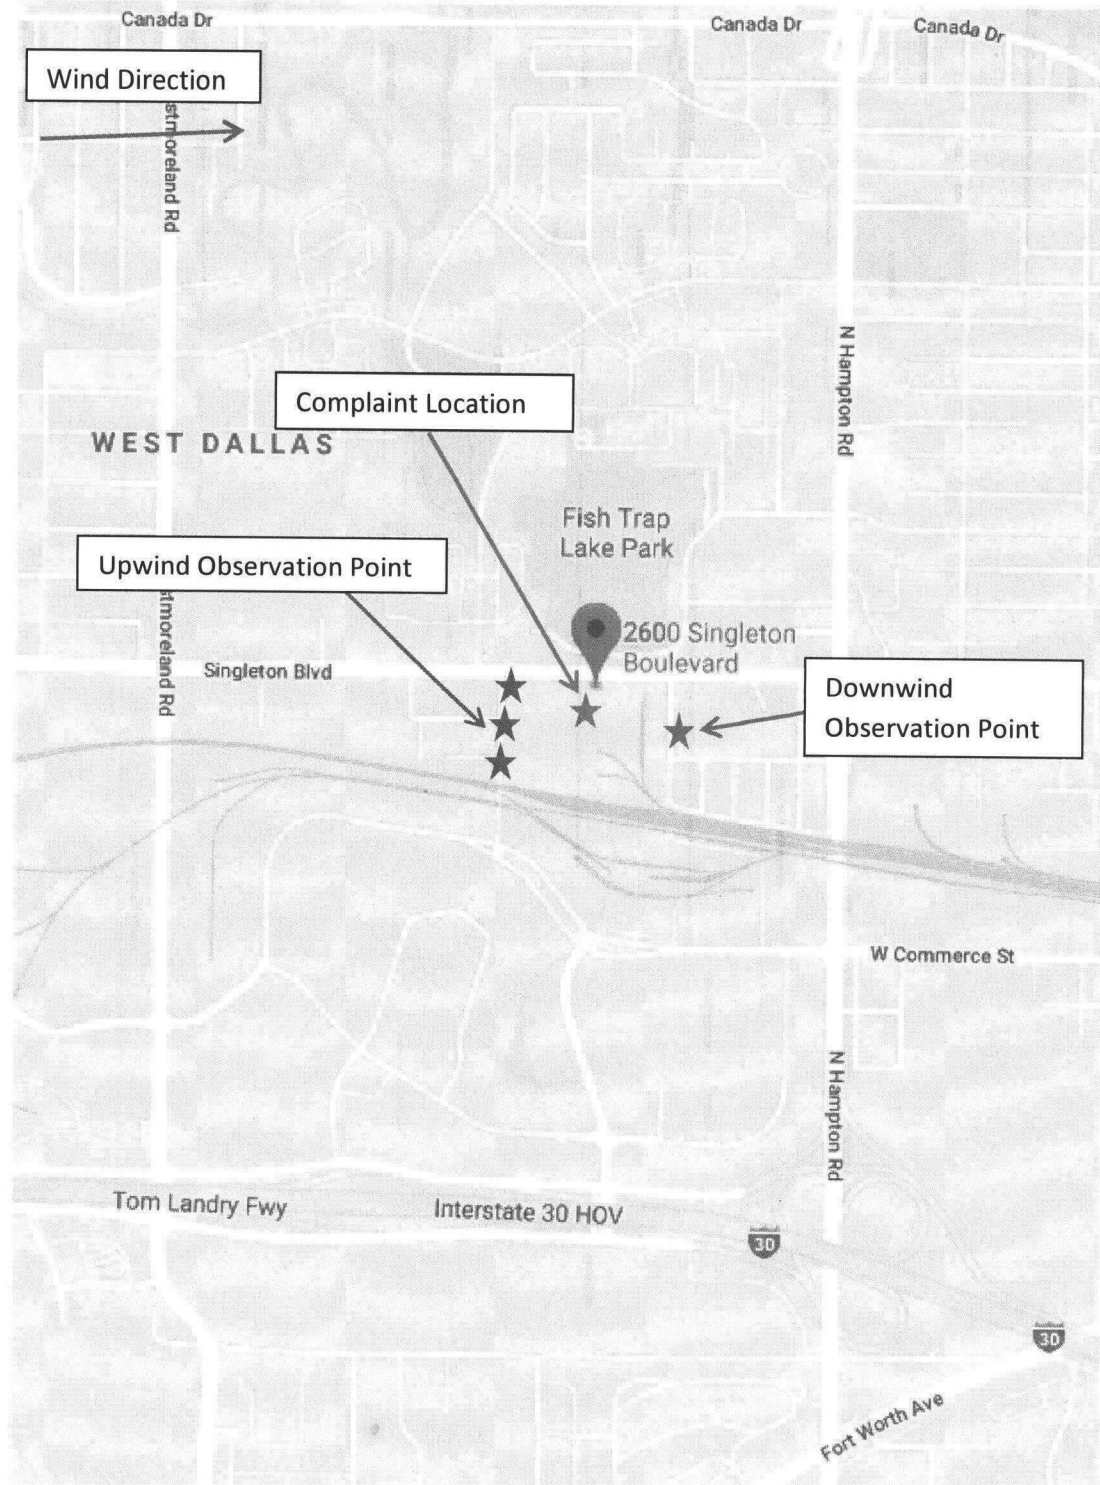 Canada Dr
Canada Dr
Canada Dr
Wind Direction
stmoreland Rd
N Hampton Rd
Complaint Location
WEST DALLAS
Fish Trap
Lake Park
Upwind Observation Point
tmoreland Rd
2600 Singleton
Boulevard
Singleton Blvd
Downwind
Observation Point
W Commerce St
N Hampton Rd
Tom Landry Fwy
Interstate 30 HOV
30
30
Fort Worth Ave